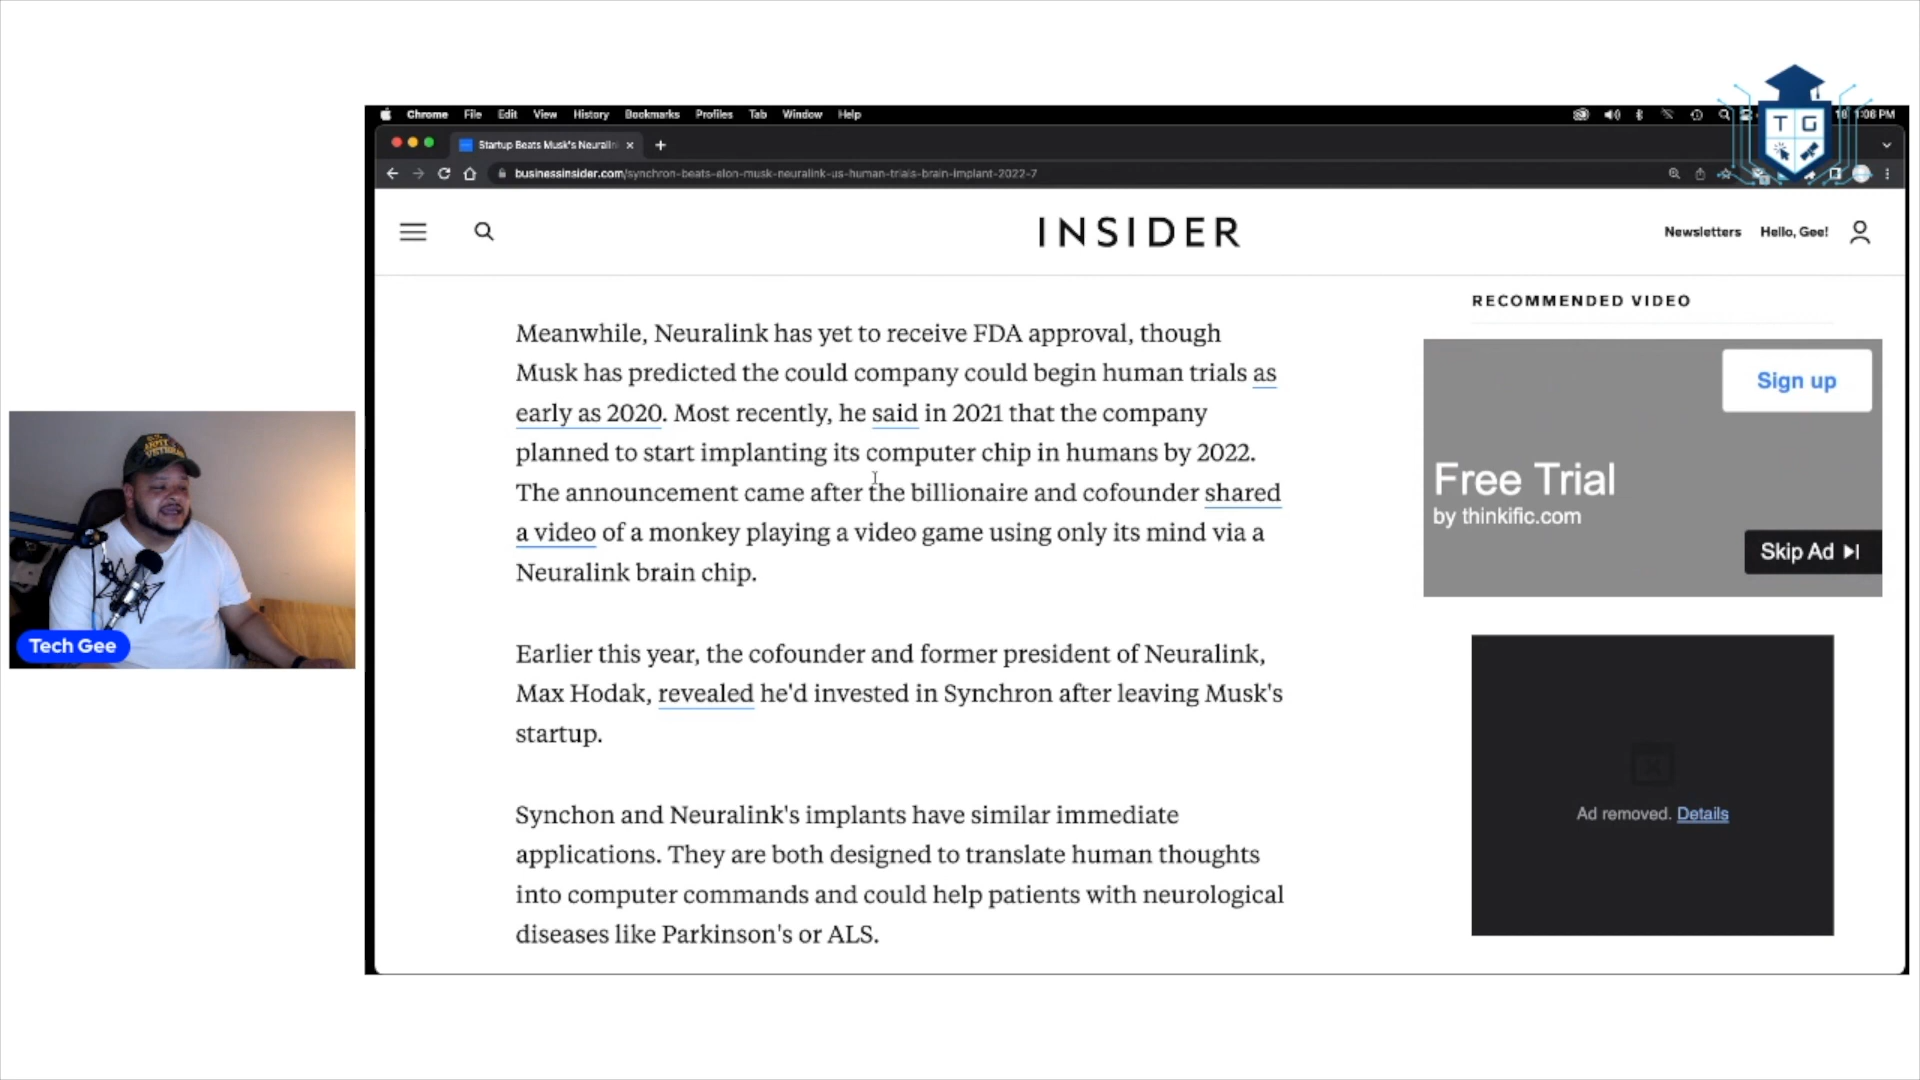 Chrome File Edit View History Bookmarks Profiles Tab Window Help
1:06 PM
Startup Beats Musk's Neuralin
businessinsider.com/synchron-beats-elon-musk-neuralink-us-human-trials-brain-implant-2022-7
T G
INSIDER
Newsletters Hello, Gee!
Meanwhile, Neuralink has yet to receive FDA approval, though
Musk has predicted the could company could begin human trials as
early as 2020. Most recently, he said in 2021 that the company
planned to start implanting its computer chip in humans by 2022.
The announcement came after the billionaire and cofounder shared
a video of a monkey playing a video game using only its mind via a
Neuralink brain chip.
Earlier this year, the cofounder and former president of Neuralink,
Max Hodak, revealed he'd invested in Synchron after leaving Musk's
startup.
Synchon and Neuralink's implants have similar immediate
applications. They are both designed to translate human thoughts
into computer commands and could help patients with neurological
diseases like Parkinson's or ALS.
RECOMMENDED VIDEO
Sign up
Free Trial
by thinkific.com
Skip Ad
Ad removed. Details
U.S.
ARMY
VETERAN
Tech Gee